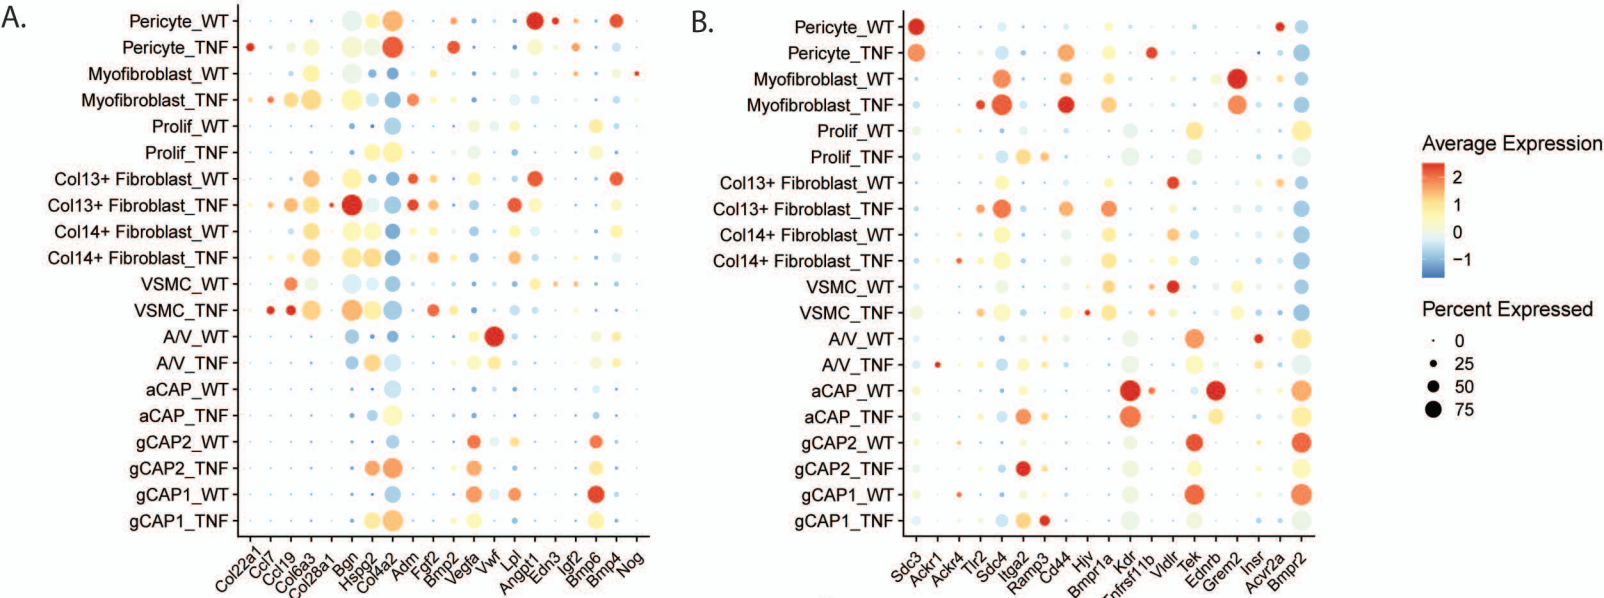 A.
Pericyte_WT
Pericyte_TNF
Myofibroblast_WT
Myofibroblast_TNF
Prolif_WT
Prolif_TNF
Col13+ Fibroblast_WT
Col13+ Fibroblast_TNF
Col14+ Fibroblast_WT
Col14+ Fibroblast_TNF
VSMC_WT
VSMC_TNF
A/V_WT
A/V_TNF
aCAP_WT
aCAP_TNF
gCAP2_WT
gCAP2_TNF
gCAP1_WT
gCAP1_TNF
Col22a1
Ccl7
Ccl19
Col6a3
Col28a1
Bgn
Hspg2
Col4a2
Adm
Fgf2
Bmp2
Vegfa
Vwf
Lpl
Angpt1
Edn3
Igf2
Bmp6
Bmp4
Nog
B.
Pericyte_WT
Pericyte_TNF
Myofibroblast_WT
Myofibroblast_TNF
Prolif_WT
Prolif_TNF
Col13+ Fibroblast_WT
Col13+ Fibroblast_TNF
Col14+ Fibroblast_WT
Col14+ Fibroblast_TNF
VSMC_WT
VSMC_TNF
A/V_WT
A/V_TNF
aCAP_WT
aCAP_TNF
gCAP2_WT
gCAP2_TNF
gCAP1_WT
gCAP1_TNF
Sdc3
Ackr1
Ackr4
Tlr2
Sdc4
Itga2
Ramp3
Cd44
Hjv
Bmpr1a
Kdr
nfrsf11b
Vldlr
Tek
Ednrb
Grem2
Insr
Acvr2a
Bmpr2
Average Expression
2
1
0
−1
Percent Expressed
0
25
50
75